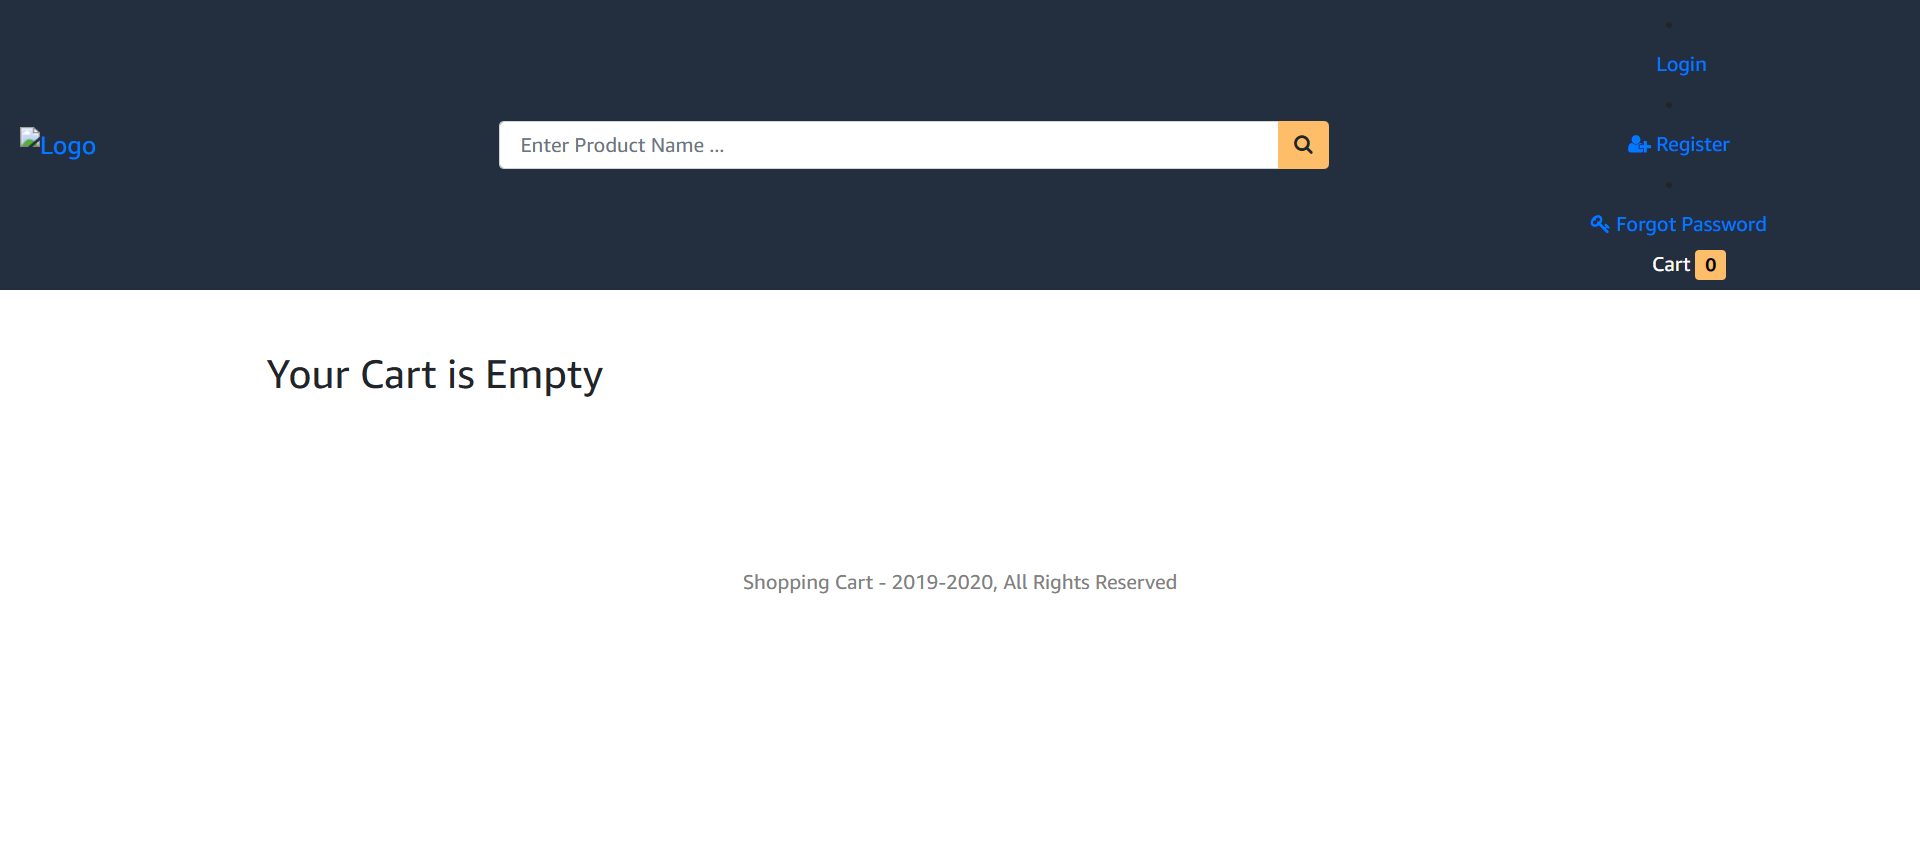 Login
Logo
Enter Product Name ...
Register
Forgot Password
Cart 0
Your Cart is Empty
Shopping Cart - 2019-2020, All Rights Reserved